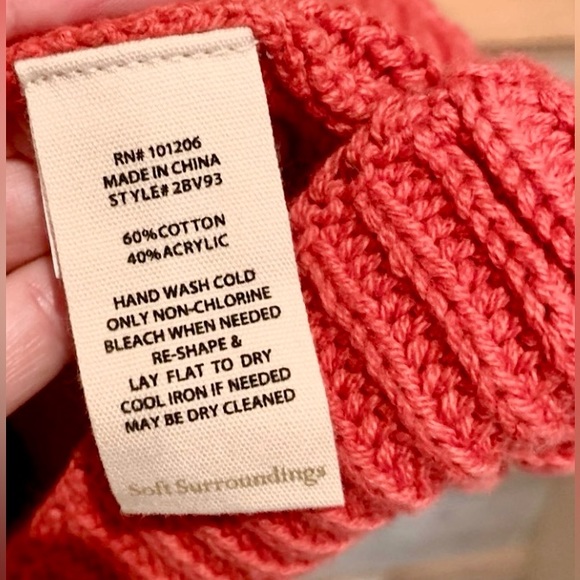 RN# 101206
MADE IN CHINA
STYLE# 2BV93
60%COTTON
40%ACRYLIC
HAND WASH COLD
ONLY NON-CHLORINE
BLEACH WHEN NEEDED
RE-SHAPE &
LAY FLAT TO DRY
COOL IRON IF NEEDED
MAY BE DRY CLEANED
Soft Surroundings